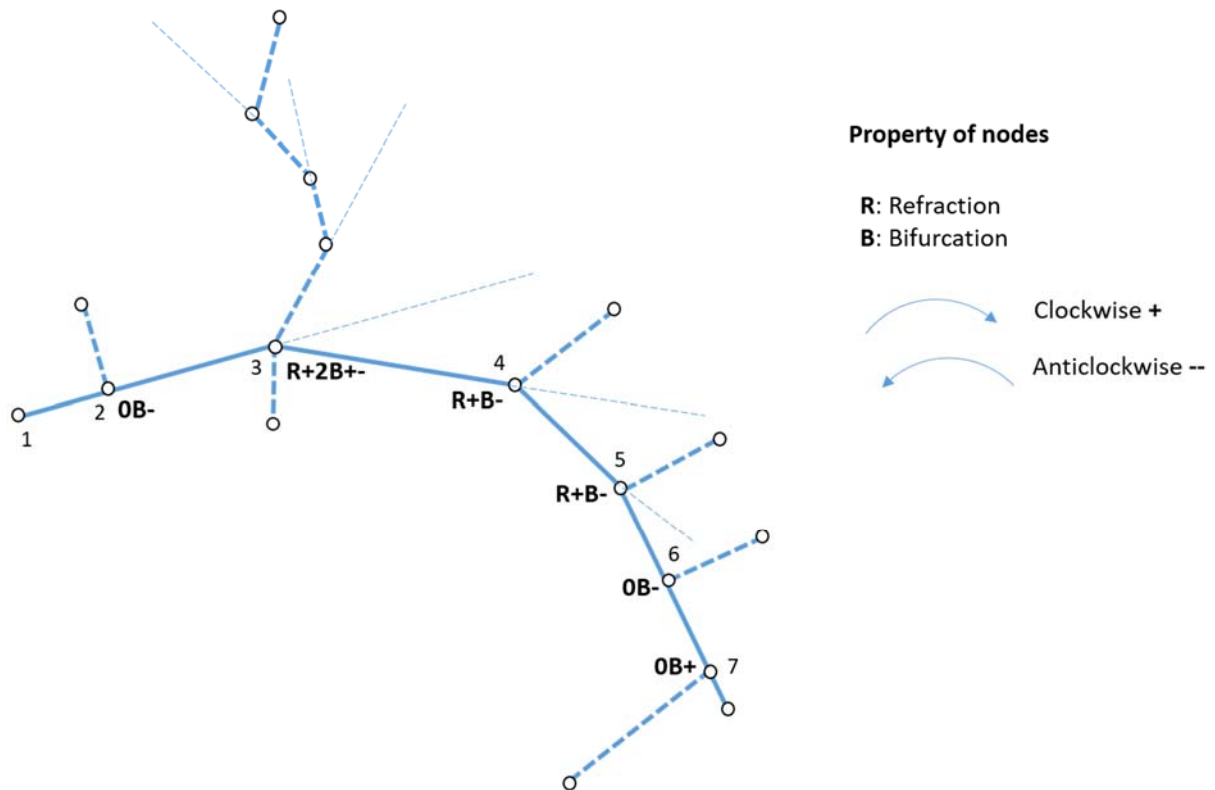 Property of nodes
R: Refraction
B: Bifurcation
Clockwise +
Anticlockwise --
1
2
0B-
3
R+2B+-
4
R+B-
5
R+B-
6
0B-
0B+
7